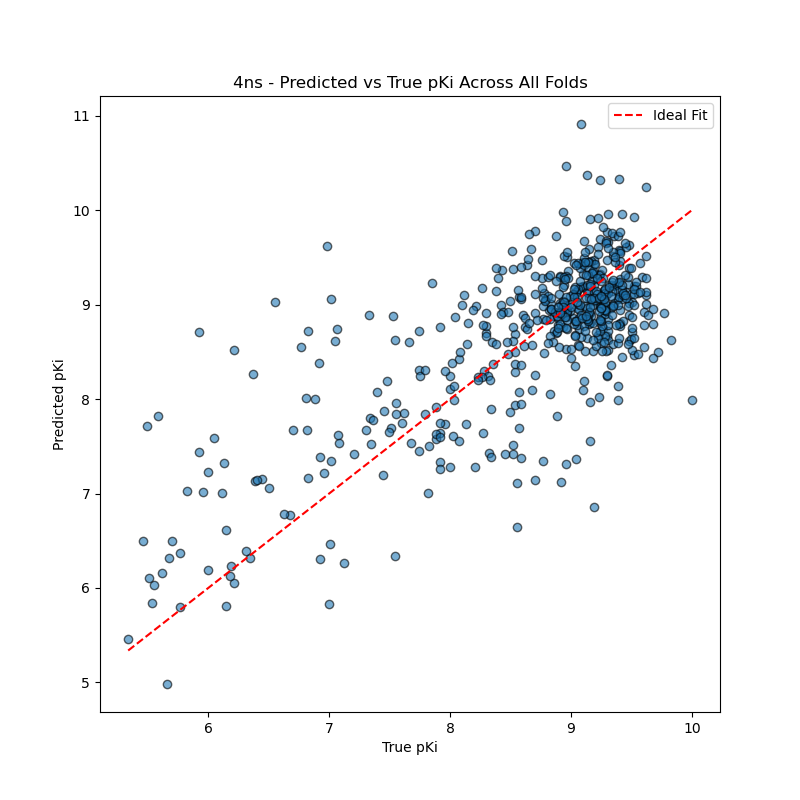 4ns - Predicted vs True pKi Across All Folds
Ideal Fit
11
10
9
8
7
6
5
Predicted pKi
6 7 8 9 10
True pKi